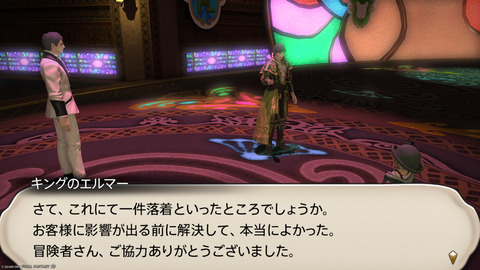 キングのエルマー
さて、これにて一件落着といったところでしょうか。
お客様に影響が出る前に解決して、本当によかった。
冒険者さん、ご協力ありがとうございました。